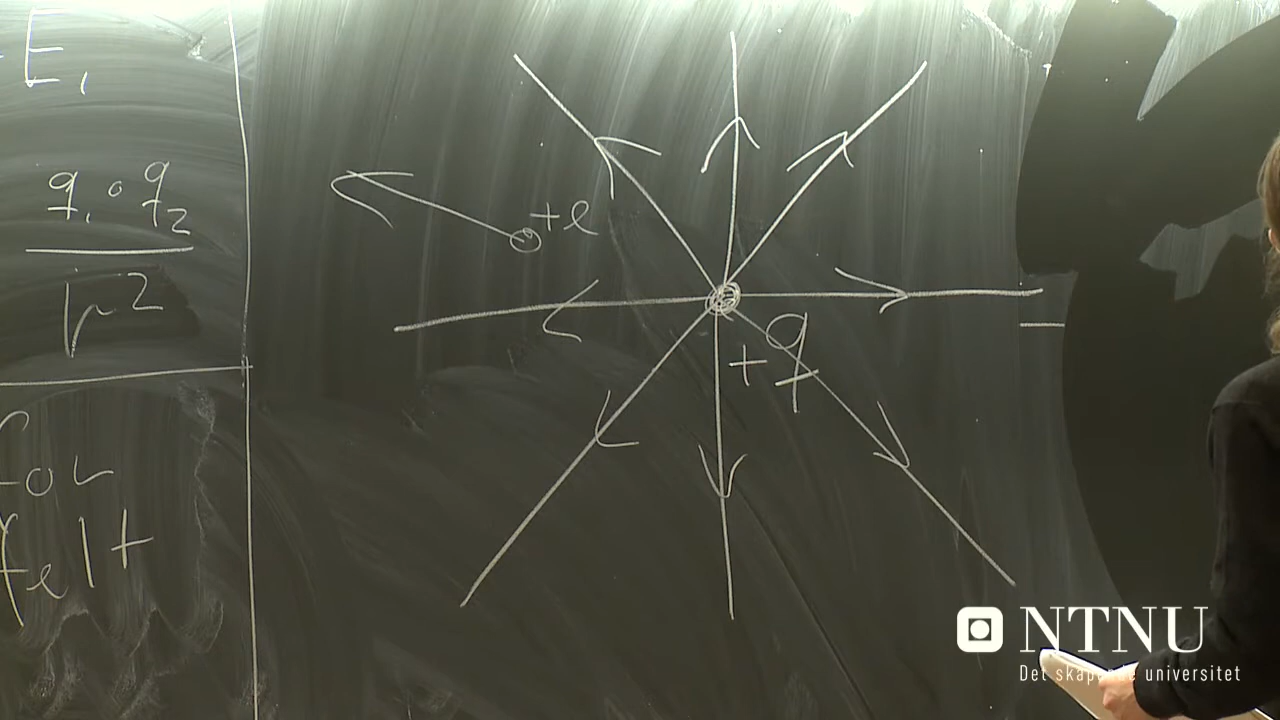 E,
q₁ ∘ q₂
r²
for
felt
+e
+q
NTNU
Det skapende universitet